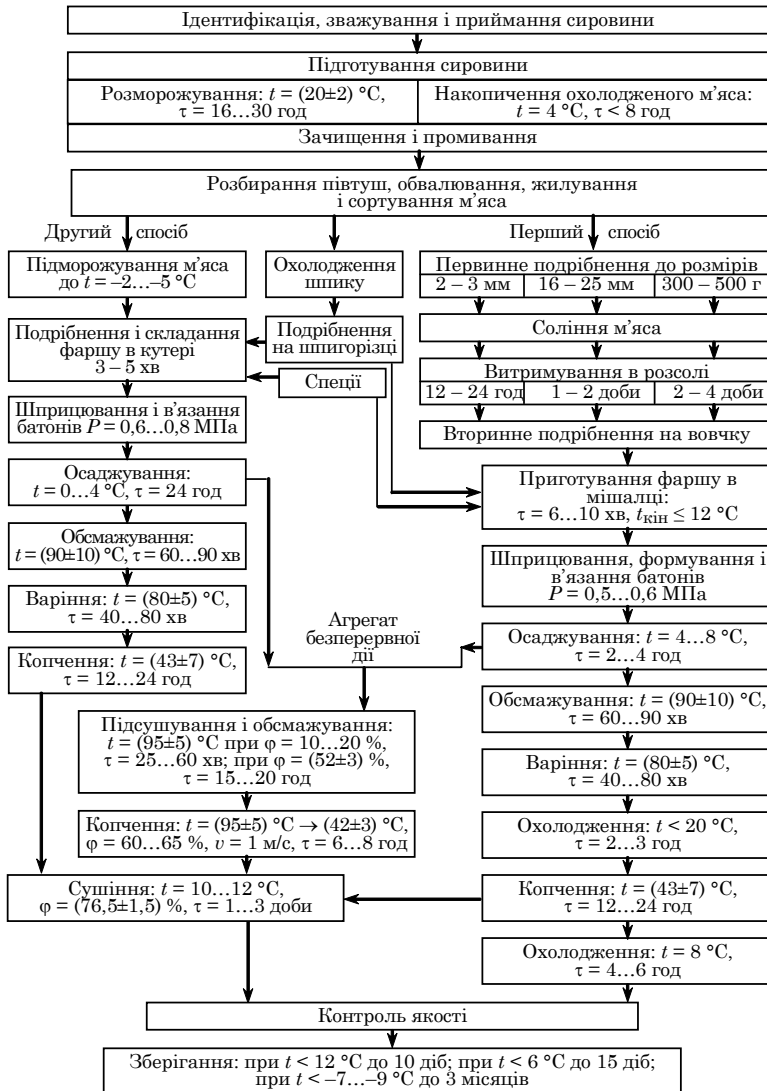 Ідентифікація, зважування і приймання сировини
Підготування сировини
Розморожування: t = (20±2) °C,
τ = 16...30 год
Накопичення охолодженого м'яса:
t = 4 °C, τ < 8 год
Зачищення і промивання
Розбирання півтуш, обвалювання, жилування
і сортування м'яса
Другий спосіб
Перший спосіб
Підморожування м'яса
до t = –2...–5 °C
Охолодження
шпику
Первинне подрібнення до розмірів
2 – 3 мм 16 – 25 мм 300 – 500 г
Подрібнення і складання
фаршу в кутері
3 – 5 хв
Подрібнення
на шпигорізці
Соління м'яса
Спеції
Витримування в розсолі
12 – 24 год 1 – 2 доби 2 – 4 доби
Шприцювання і в'язання
батонів P = 0,6...0,8 МПа
Вторинне подрібнення на вовчку
Осаджування:
t = 0...4 °C, τ = 24 год
Приготування фаршу в
мішалці:
τ = 6...10 хв, tкін ≤ 12 °C
Обсмажування:
t = (90±10) °C, τ = 60...90 хв
Шприцювання, формування і
в'язання батонів
P = 0,5...0,6 МПа
Варіння: t = (80±5) °C,
τ = 40...80 хв
Агрегат
безперервної
дії
Осаджування: t = 4...8 °C,
τ = 2...4 год
Копчення: t = (43±7) °C,
τ = 12...24 год
Обсмажування: t = (90±10) °C,
τ = 60...90 хв
Підсушування і обсмажування:
t = (95±5) °C при φ = 10...20 %,
τ = 25...60 хв; при φ = (52±3) %,
τ = 15...20 год
Варіння: t = (80±5) °C,
τ = 40...80 хв
Копчення: t = (95±5) °C → (42±3) °C,
φ = 60...65 %, υ = 1 м/с, τ = 6...8 год
Охолодження: t < 20 °C,
τ = 2...3 год
Сушіння: t = 10...12 °C,
φ = (76,5±1,5) %, τ = 1...3 доби
Копчення: t = (43±7) °C,
τ = 12...24 год
Охолодження: t = 8 °C,
τ = 4...6 год
Контроль якості
Зберігання: при t < 12 °C до 10 діб; при t < 6 °C до 15 діб;
при t < –7...–9 °C до 3 місяців